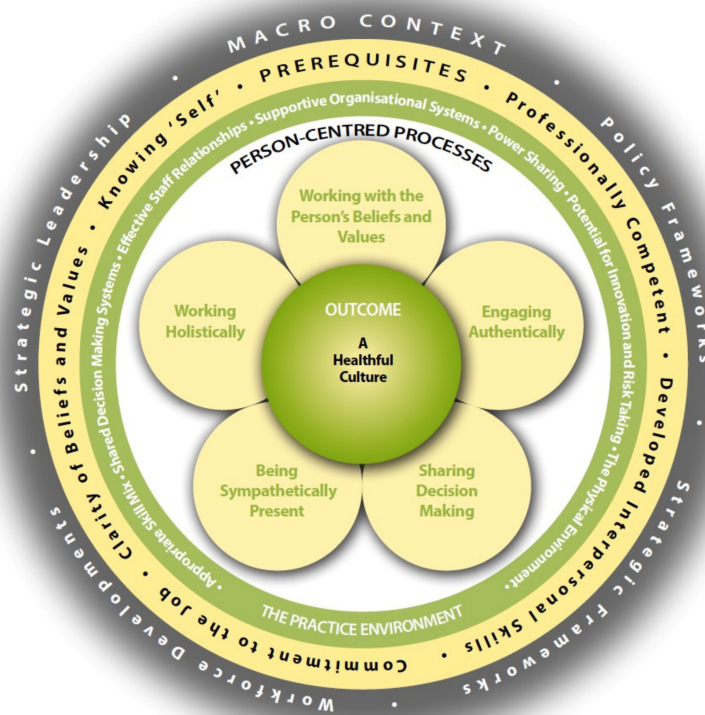 MACRO CONTEXT • Policy Frameworks • Strategic Frameworks • Workforce Developments • Strategic Leadership •
PREREQUISITES • Professionally Competent • Developed Interpersonal Skills • Commitment to the Job • Clarity of Beliefs and Values • Knowing 'Self' •
THE PRACTICE ENVIRONMENT
• Appropriate Skill Mix • Shared Decision Making Systems • Effective Staff Relationships • Supportive Organisational Systems • Power Sharing • Potential for Innovation and Risk Taking • The Physical Environment •
PERSON-CENTRED PROCESSES
Working with the
Person's Beliefs and
Values
Engaging
Authentically
Sharing
Decision
Making
Being
Sympathetically
Present
Working
Holistically
OUTCOME
A
Healthful
Culture